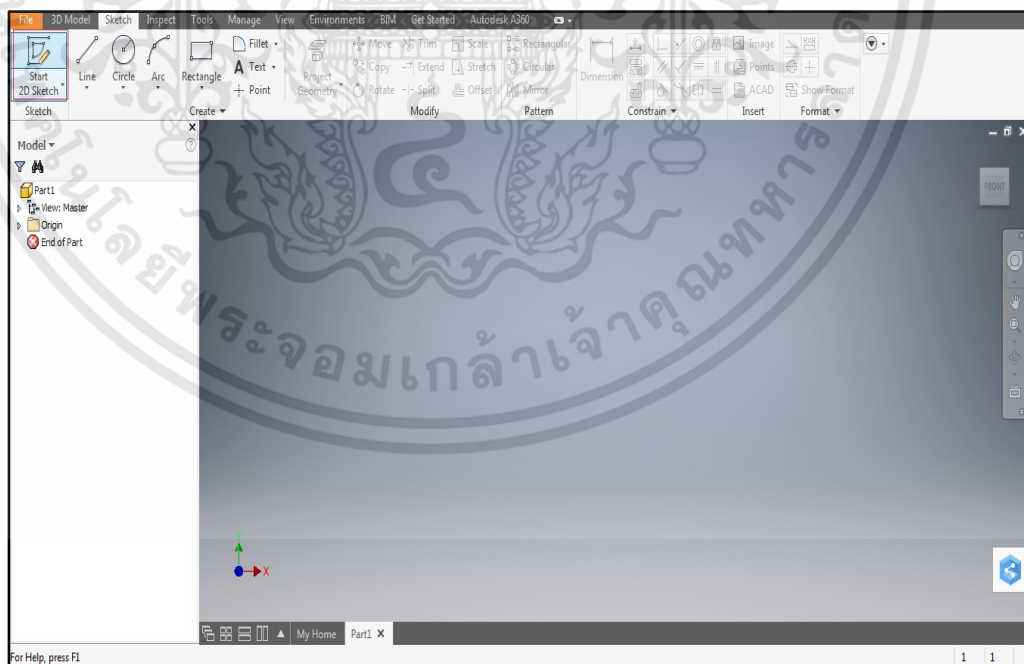 File 3D Model Sketch Inspect Tools Manage View Environments BIM Get Started Autodesk A360
Start 2D Sketch
Line
Circle
Arc
Rectangle
Fillet
Text
Point
Project Geometry
Move
Copy
Rotate
Trim
Extend
Split
Scale
Stretch
Offset
Rectangular
Circular
Mirror
Dimension
Image
Points
ACAD
Show Format
Sketch Create Modify Pattern Constrain Insert Format
Model
Part1
View: Master
Origin
End of Part
FRONT
Y
X
พระจอมเกล้าเจ้าคุณทหาร
My Home Part1 X
For Help, press F1
1 1